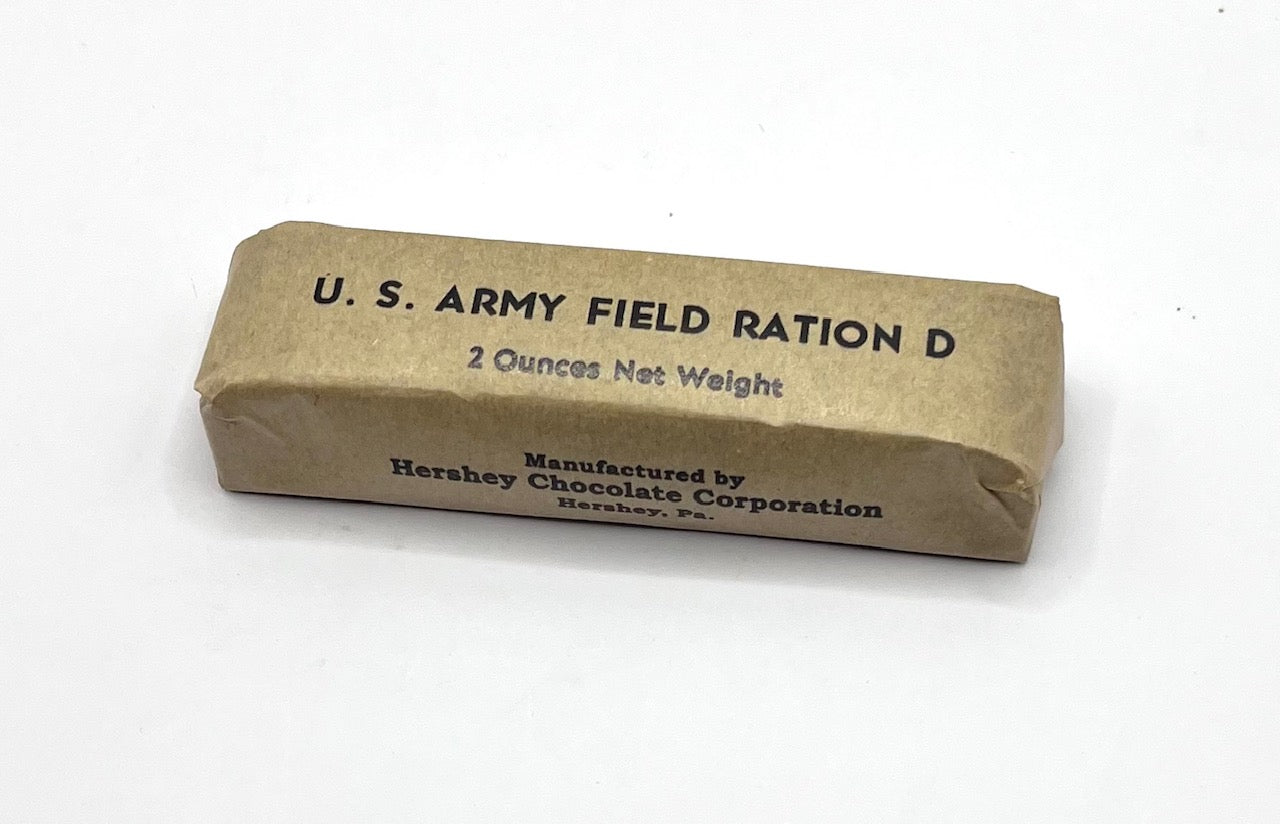 U. S. ARMY FIELD RATION D
2 Ounces Net Weight
Manufactured by
Hershey Chocolate Corporation
Hershey, Pa.